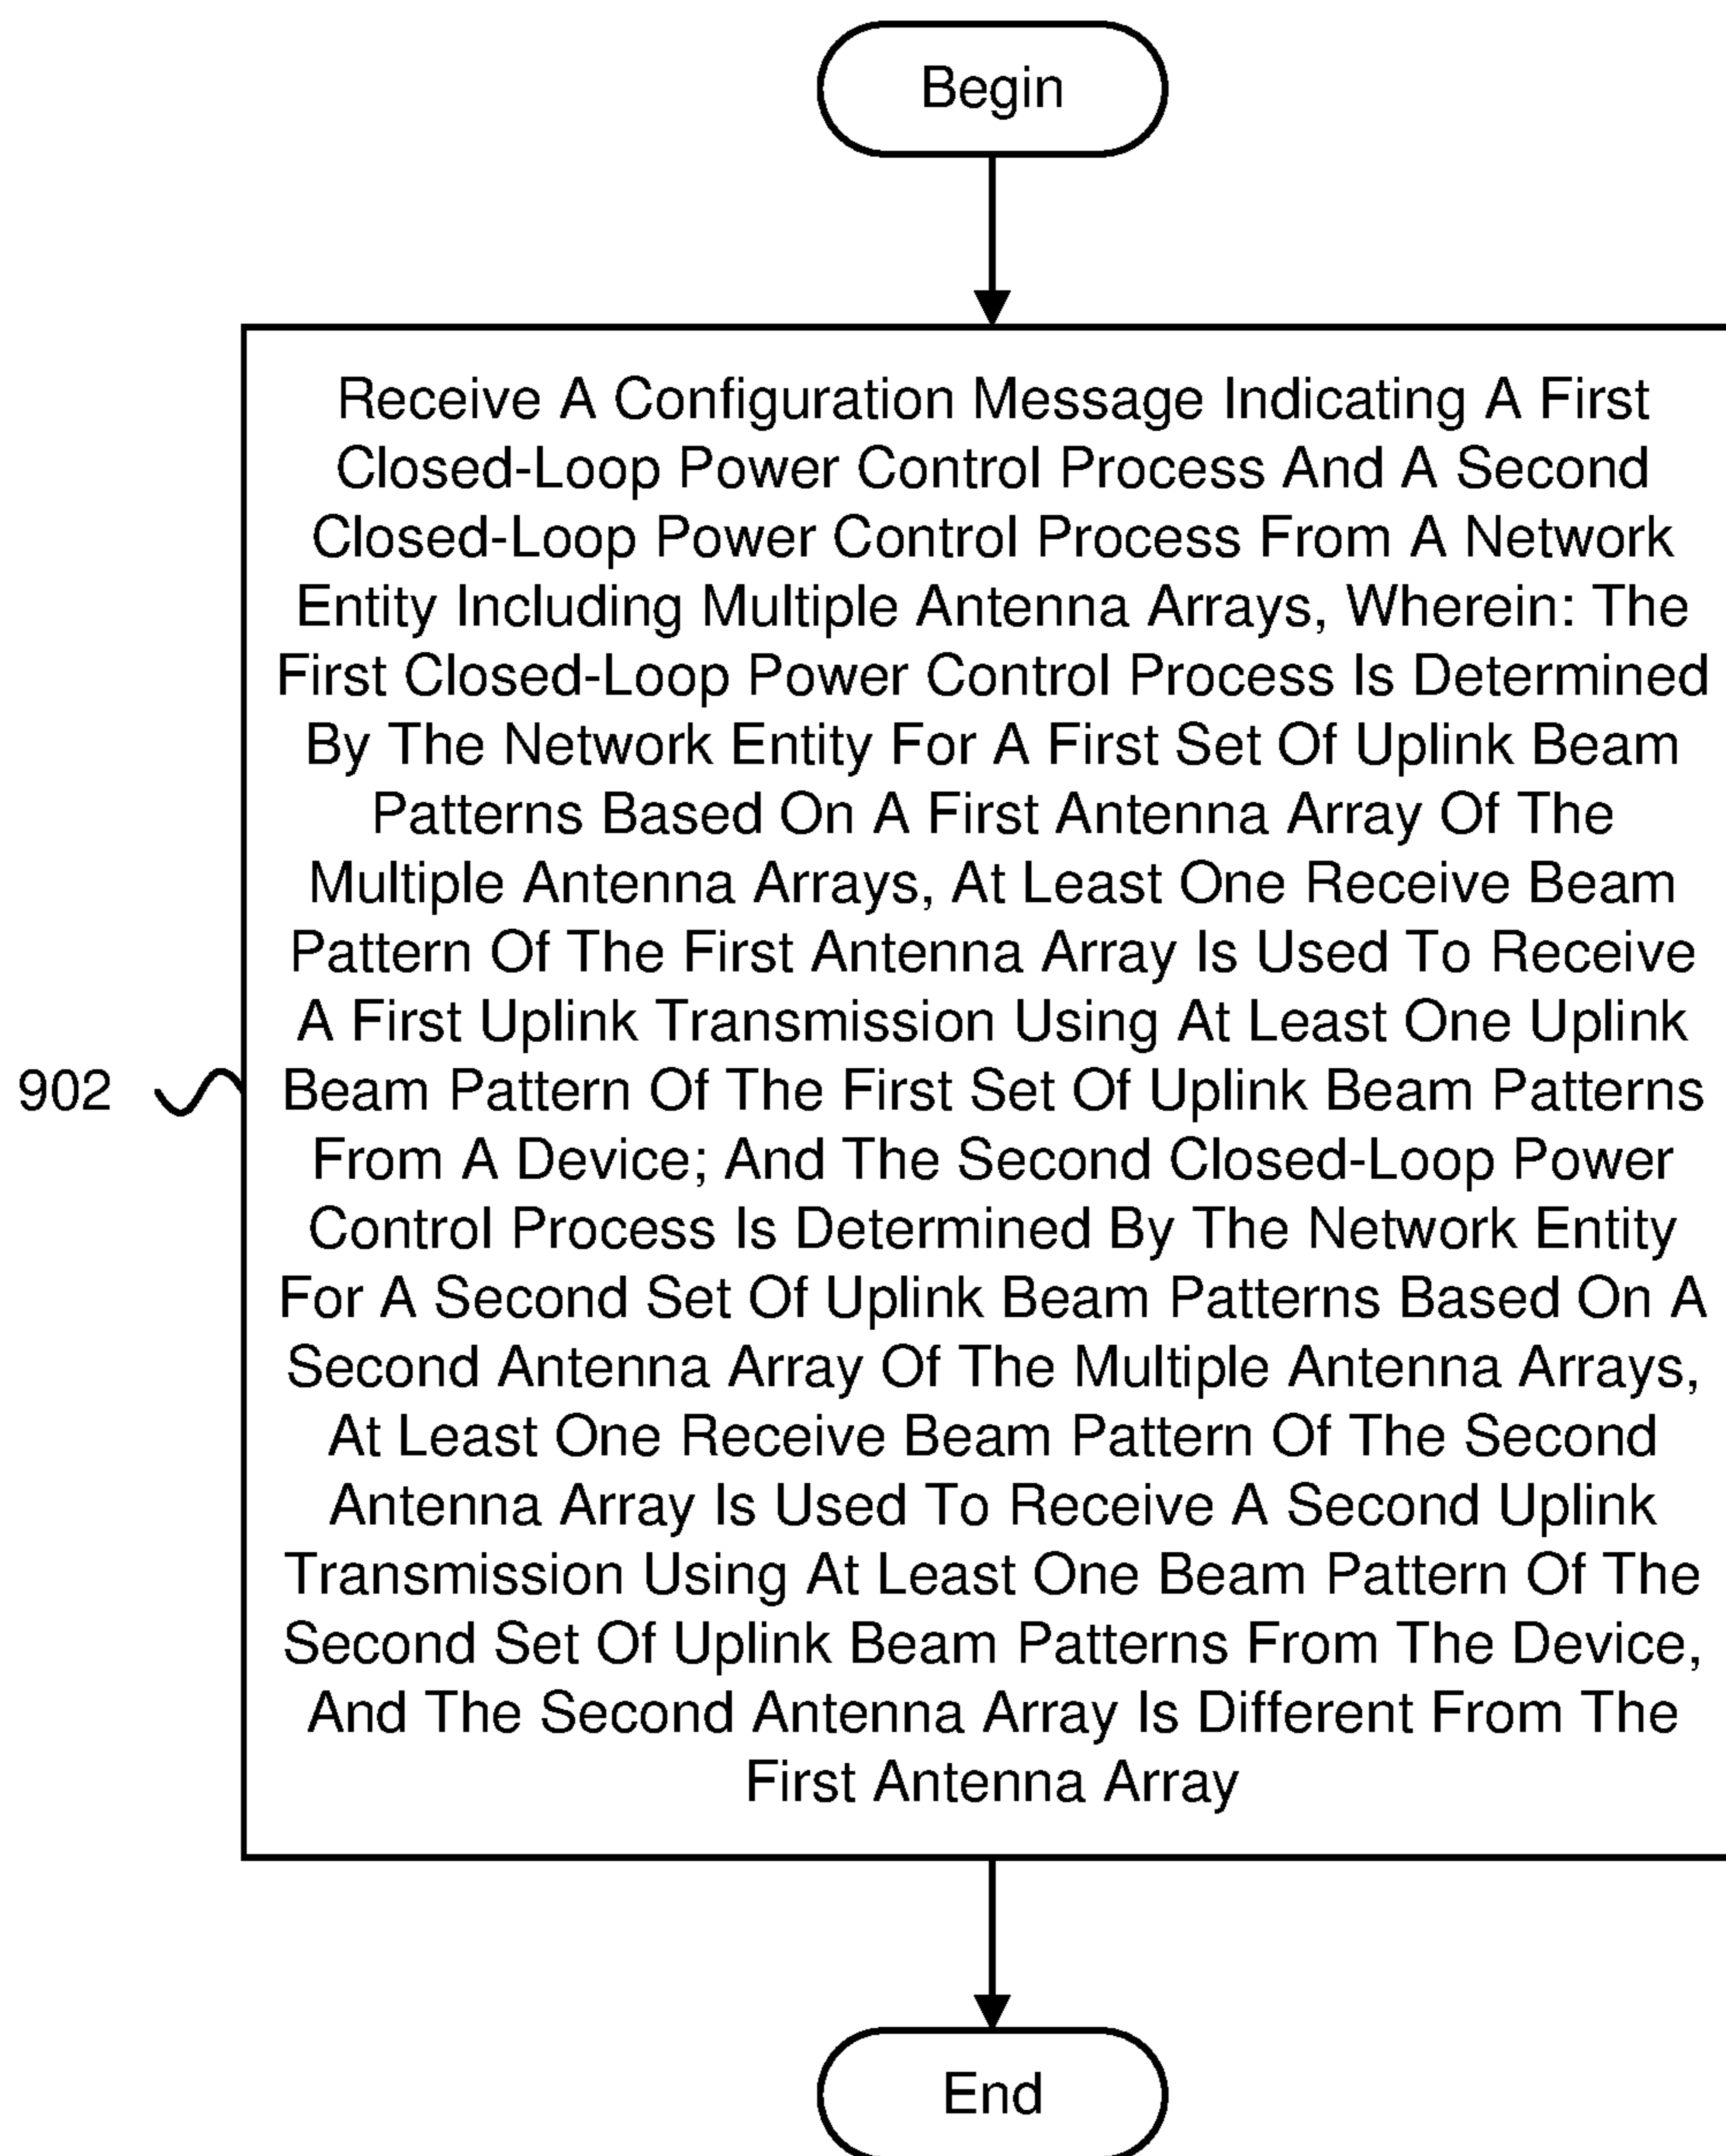 Begin
Receive A Configuration Message Indicating A First
Closed-Loop Power Control Process And A Second
Closed-Loop Power Control Process From A Network
Entity Including Multiple Antenna Arrays, Wherein: The
First Closed-Loop Power Control Process Is Determined
By The Network Entity For A First Set Of Uplink Beam
Patterns Based On A First Antenna Array Of The
Multiple Antenna Arrays, At Least One Receive Beam
Pattern Of The First Antenna Array Is Used To Receive
A First Uplink Transmission Using At Least One Uplink
Beam Pattern Of The First Set Of Uplink Beam Patterns
From A Device; And The Second Closed-Loop Power
Control Process Is Determined By The Network Entity
For A Second Set Of Uplink Beam Patterns Based On A
Second Antenna Array Of The Multiple Antenna Arrays,
At Least One Receive Beam Pattern Of The Second
Antenna Array Is Used To Receive A Second Uplink
Transmission Using At Least One Beam Pattern Of The
Second Set Of Uplink Beam Patterns From The Device,
And The Second Antenna Array Is Different From The
First Antenna Array
902
End